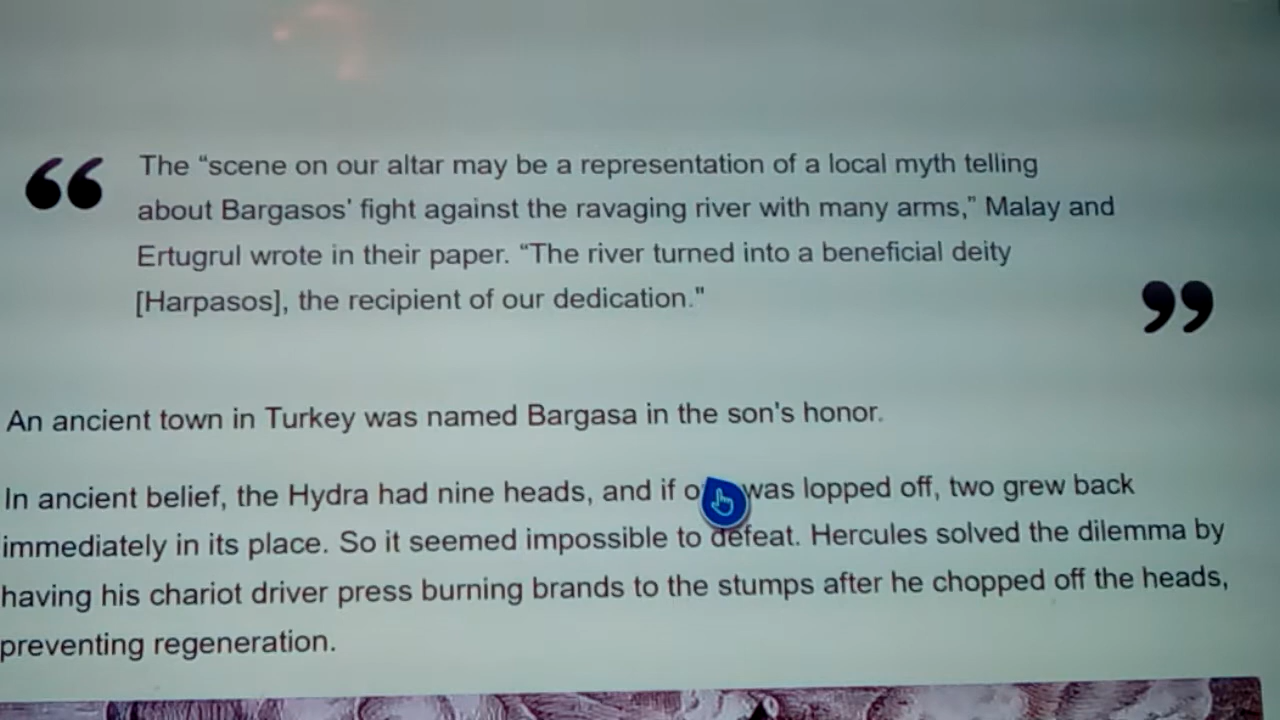 The “scene on our altar may be a representation of a local myth telling
about Bargasos' fight against the ravaging river with many arms,” Malay and
Ertugrul wrote in their paper. “The river turned into a beneficial deity
[Harpasos], the recipient of our dedication."
An ancient town in Turkey was named Bargasa in the son's honor.
In ancient belief, the Hydra had nine heads, and if was lopped off, two grew back
immediately in its place. So it seemed impossible to defeat. Hercules solved the dilemma by
having his chariot driver press burning brands to the stumps after he chopped off the heads,
preventing regeneration.